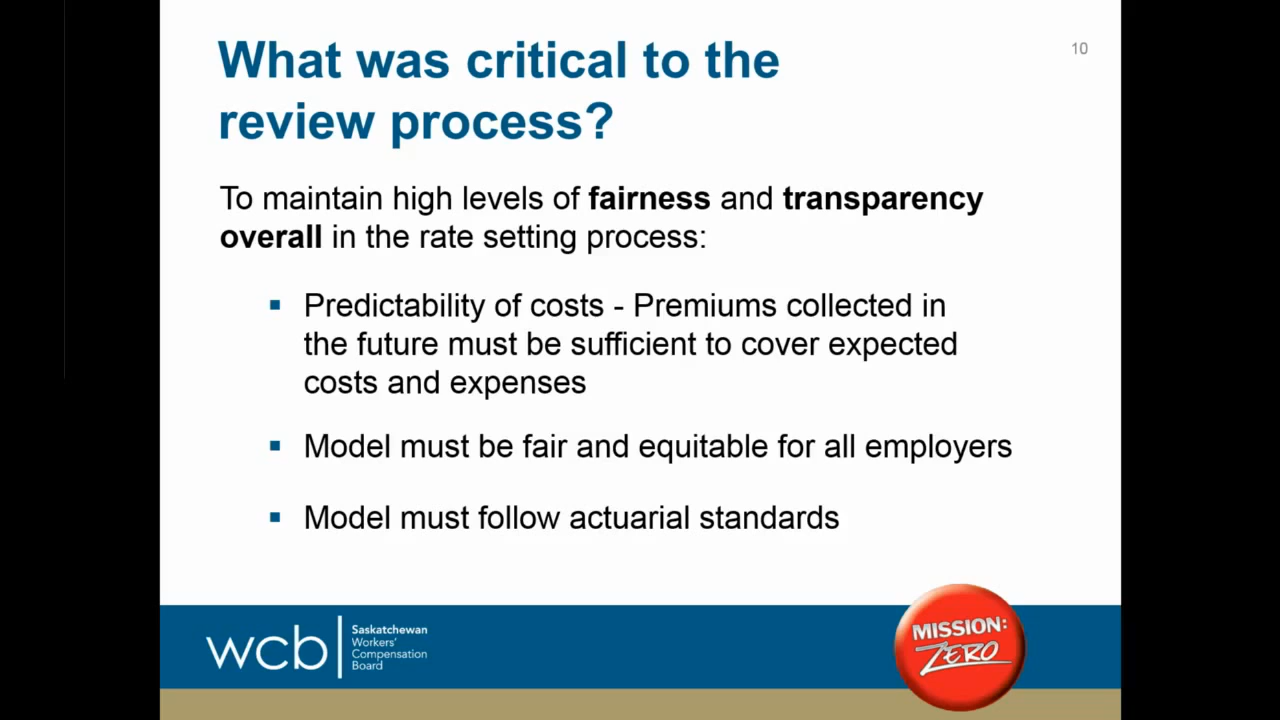 10
What was critical to the
review process?
To maintain high levels of fairness and transparency
overall in the rate setting process:
▪ Predictability of costs - Premiums collected in
the future must be sufficient to cover expected
costs and expenses
▪ Model must be fair and equitable for all employers
▪ Model must follow actuarial standards
wcb
Saskatchewan
Workers'
Compensation
Board
MISSION:
ZERO